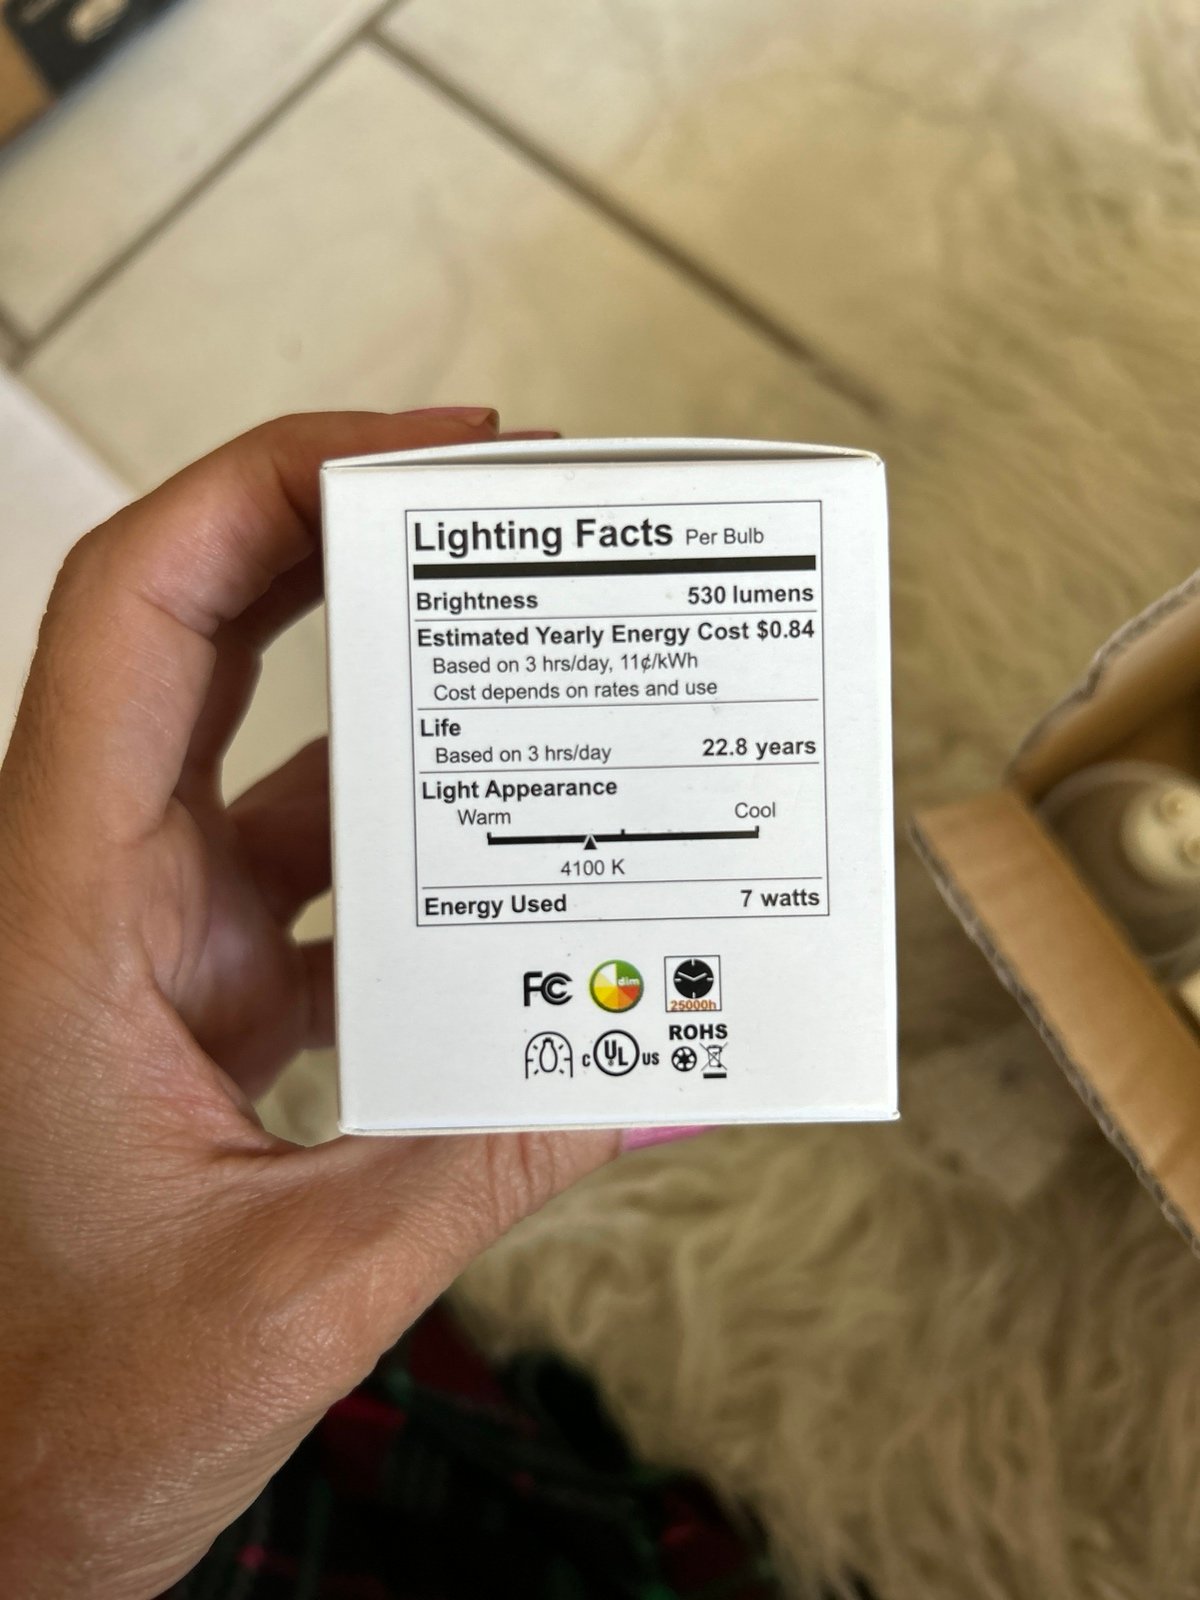 Lighting Facts Per Bulb
Brightness 530 lumens
Estimated Yearly Energy Cost $0.84
Based on 3 hrs/day, 11¢/kWh
Cost depends on rates and use
Life
Based on 3 hrs/day 22.8 years
Light Appearance
Warm Cool
4100 K
Energy Used 7 watts
FC dim 25000h
ROHS
c UL US